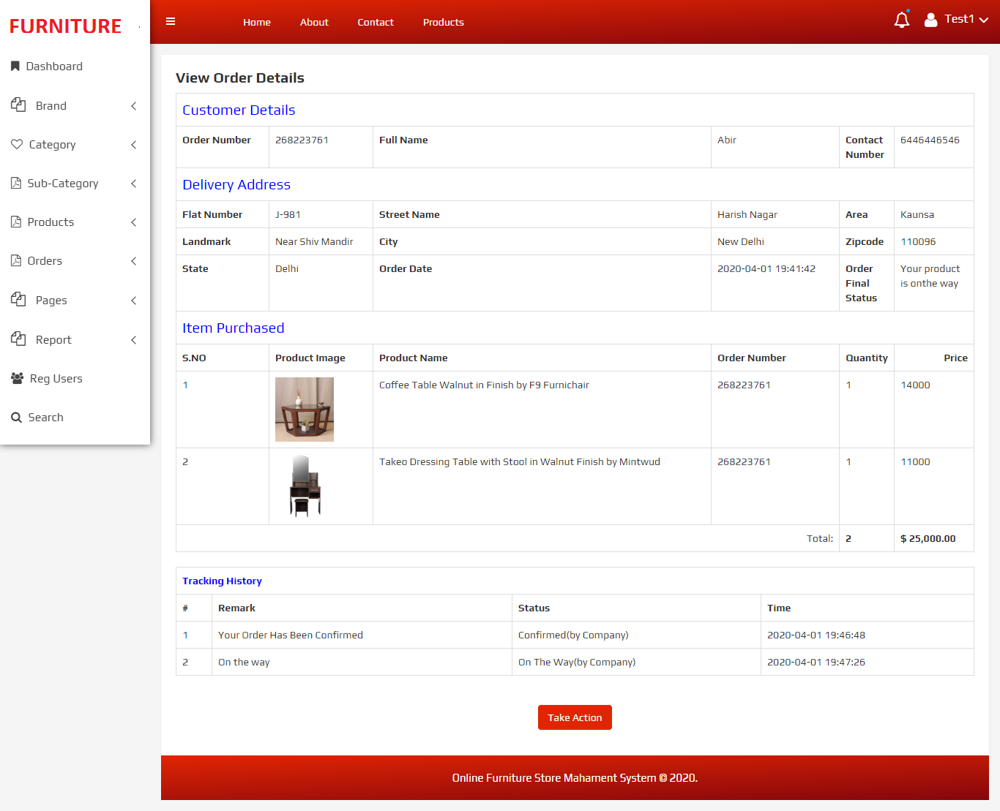 FURNITURE
Home About Contact Products
Test1
Dashboard
Brand
Category
Sub-Category
Products
Orders
Pages
Report
Reg Users
Search
View Order Details
Customer Details
Order Number 268223761 Full Name Abir Contact Number 6446446546
Delivery Address
Flat Number J-981 Street Name Harish Nagar Area Kaunsa
Landmark Near Shiv Mandir City New Delhi Zipcode 110096
State Delhi Order Date 2020-04-01 19:41:42 Order Final Status Your product is onthe way
Item Purchased
S.NO Product Image Product Name Order Number Quantity Price
1 Coffee Table Walnut in Finish by F9 Furnichair 268223761 1 14000
2 Takeo Dressing Table with Stool in Walnut Finish by Mintwud 268223761 1 11000
Total: 2 $ 25,000.00
Tracking History
# Remark Status Time
1 Your Order Has Been Confirmed Confirmed(by Company) 2020-04-01 19:46:48
2 On the way On The Way(by Company) 2020-04-01 19:47:26
Take Action
Online Furniture Store Mahament System © 2020.